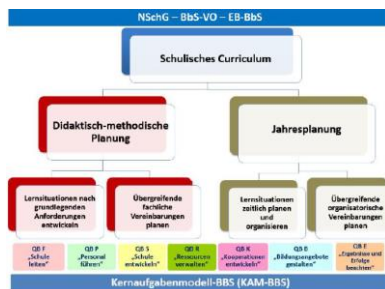 NSchG – BbS-VO – EB-BbS
Schulisches Curriculum
Didaktisch-methodische
Planung
Jahresplanung
Lernsituationen nach
grundlegenden
Anforderungen
entwickeln
Übergreifende
fachliche
Vereinbarungen
planen
Lernsituationen
zeitlich planen
und
organisieren
Übergreifende
organisatorische
Vereinbarungen
planen
QB F
„Schule
leiten"
QB P
„Personal
führen"
QB S
„Schule
entwickeln"
QB R
„Ressourcen
verwalten"
QB K
„Kooperationen
entwickeln"
QB B
„Bildungsangebote
gestalten"
QB E
„Ergebnisse und
Erfolge
beachten"
Kernaufgabenmodell-BBS (KAM-BBS)